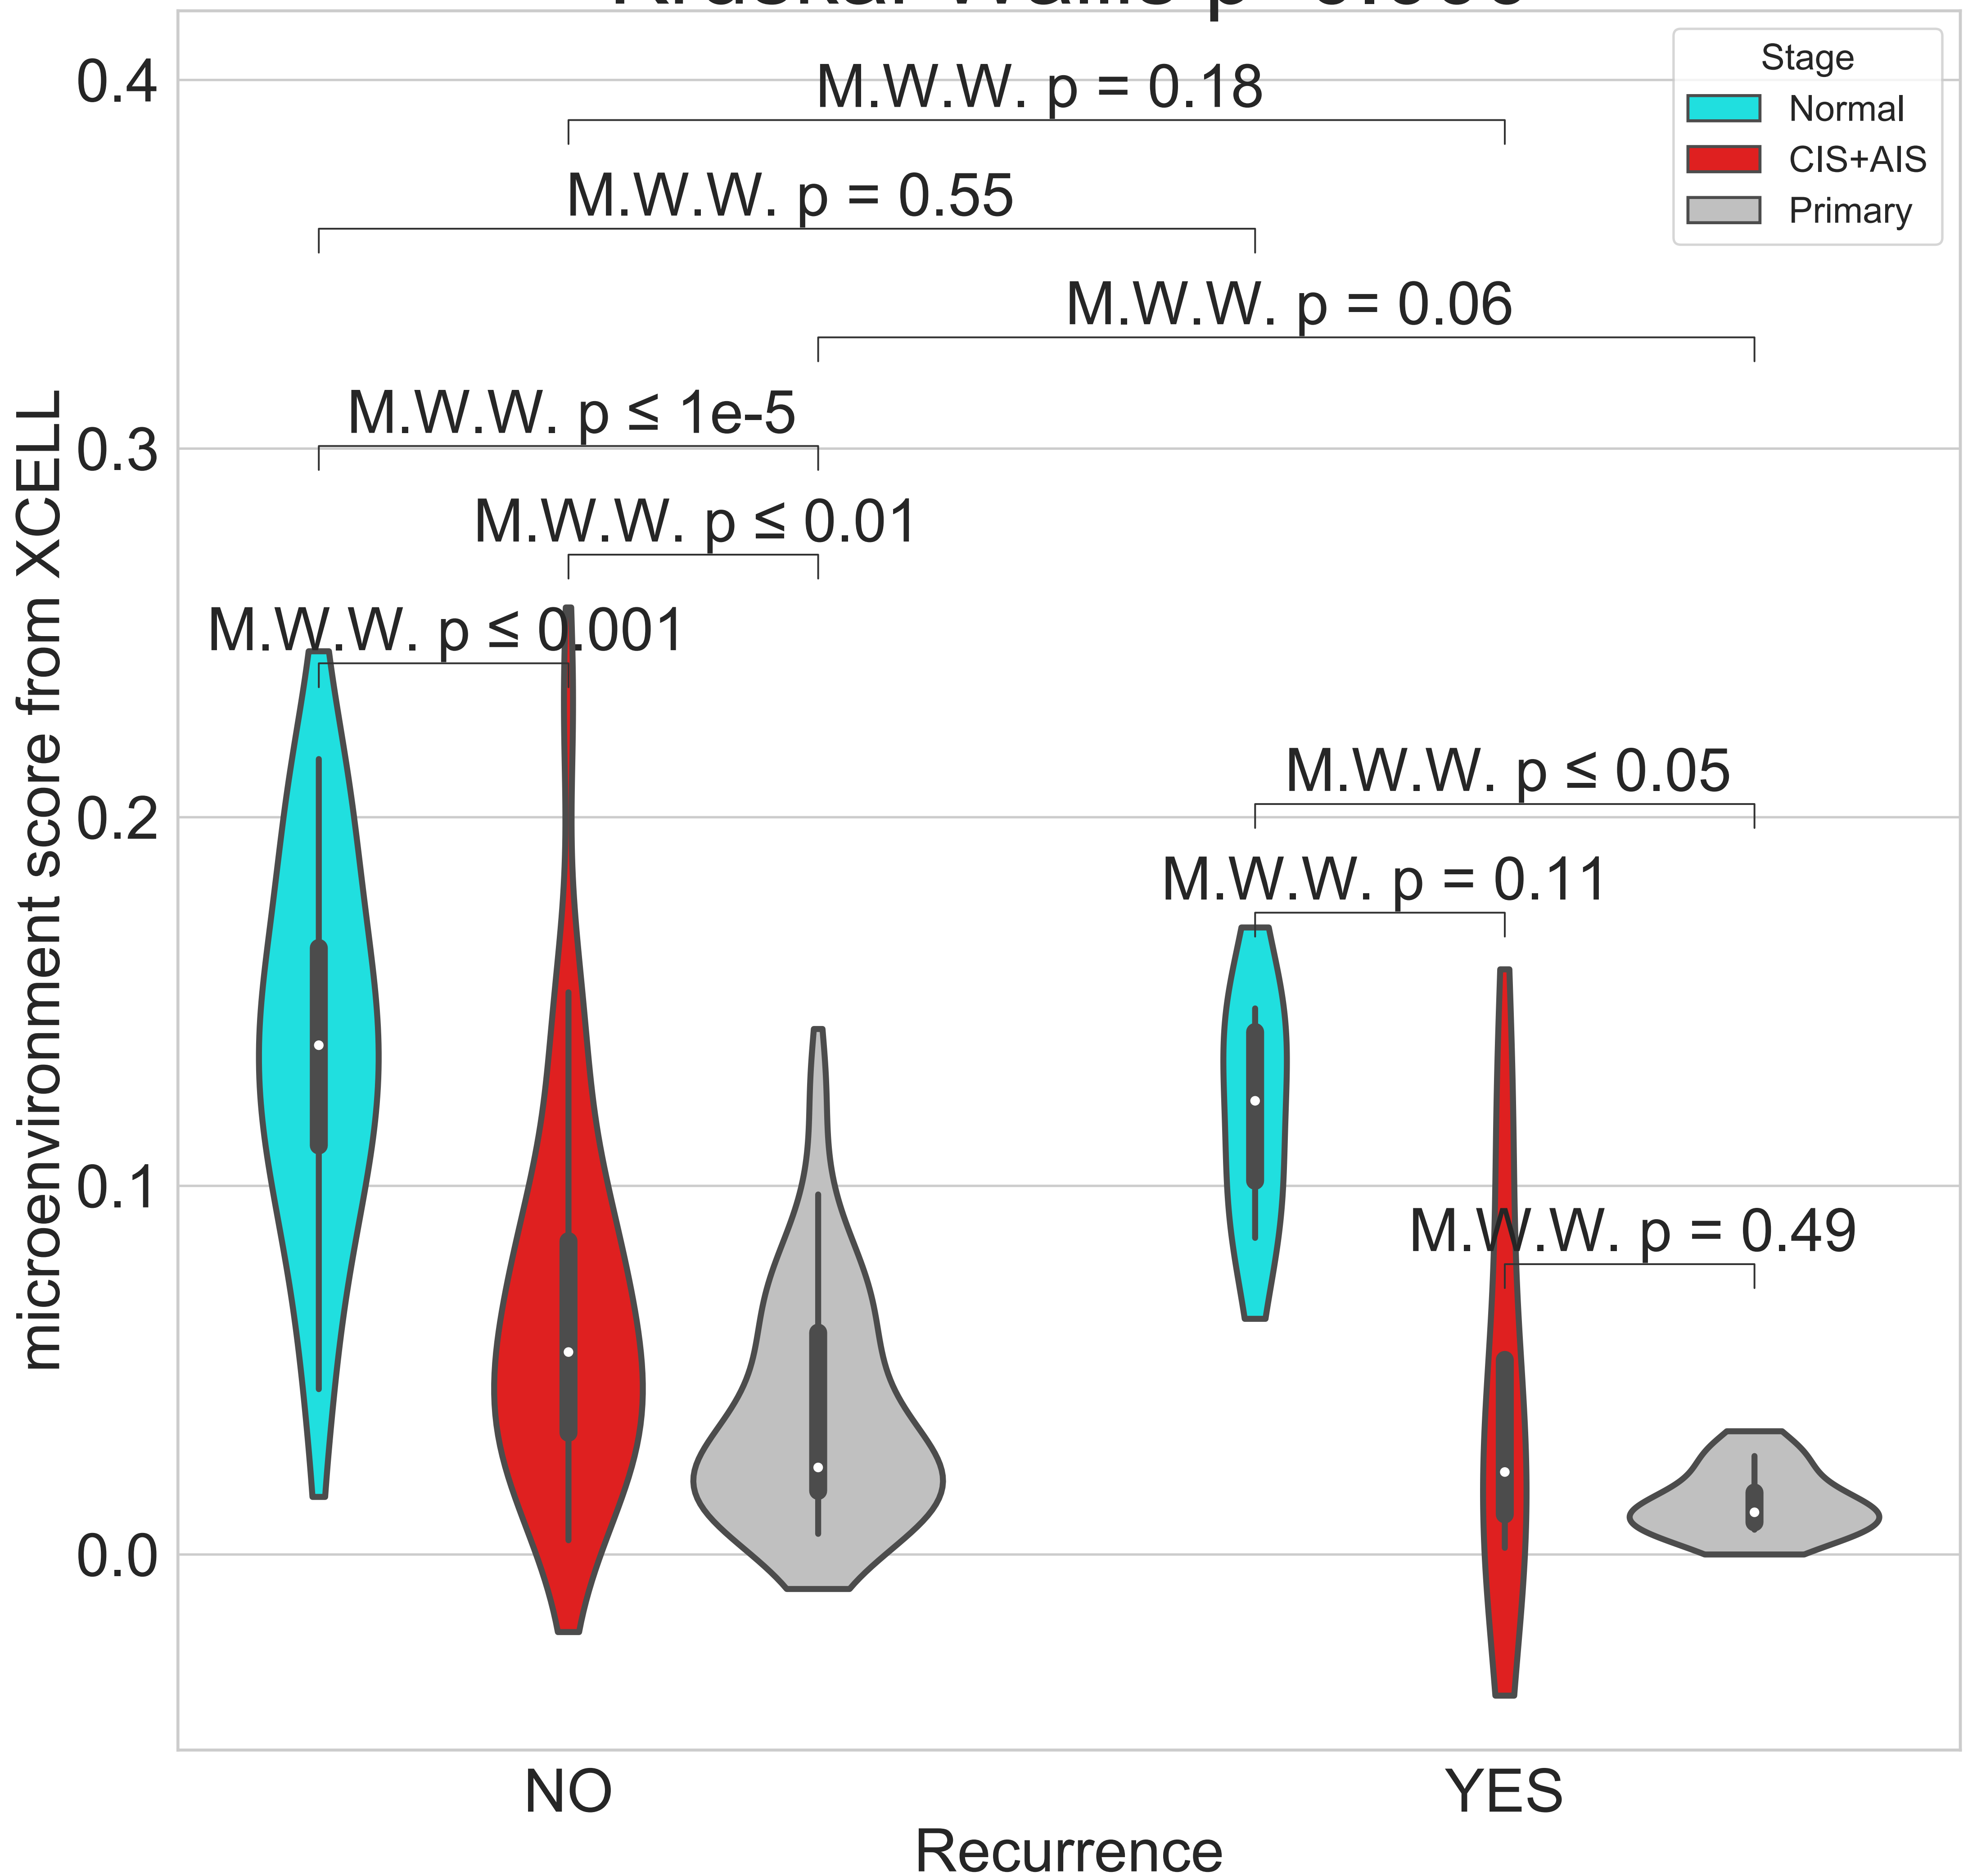 0.4
0.3
0.2
0.1
0.0
microenvironment score from XCELL
M.W.W. p = 0.18
M.W.W. p = 0.55
M.W.W. p = 0.06
M.W.W. p ≤ 1e-5
M.W.W. p ≤ 0.01
M.W.W. p ≤ 0.001
M.W.W. p ≤ 0.05
M.W.W. p = 0.11
M.W.W. p = 0.49
Stage
Normal
CIS+AIS
Primary
NO
YES
Recurrence